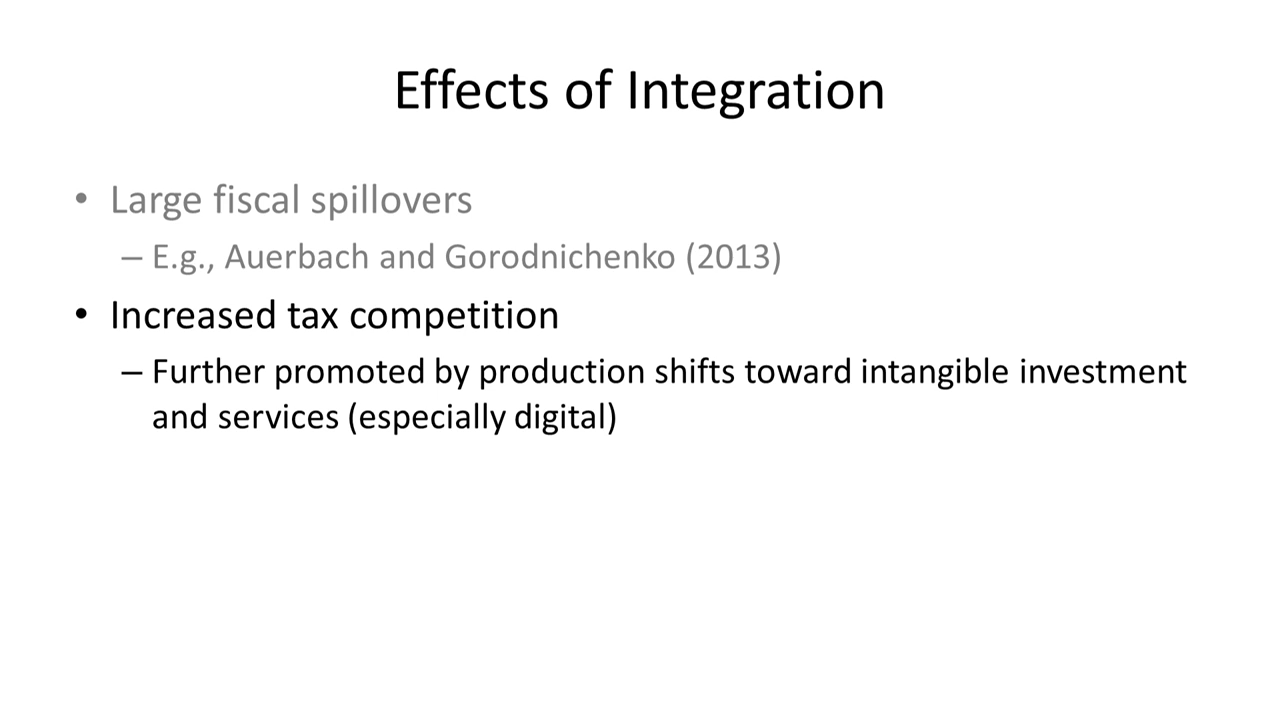 Effects of Integration
• Large fiscal spillovers
– E.g., Auerbach and Gorodnichenko (2013)
• Increased tax competition
– Further promoted by production shifts toward intangible investment
and services (especially digital)